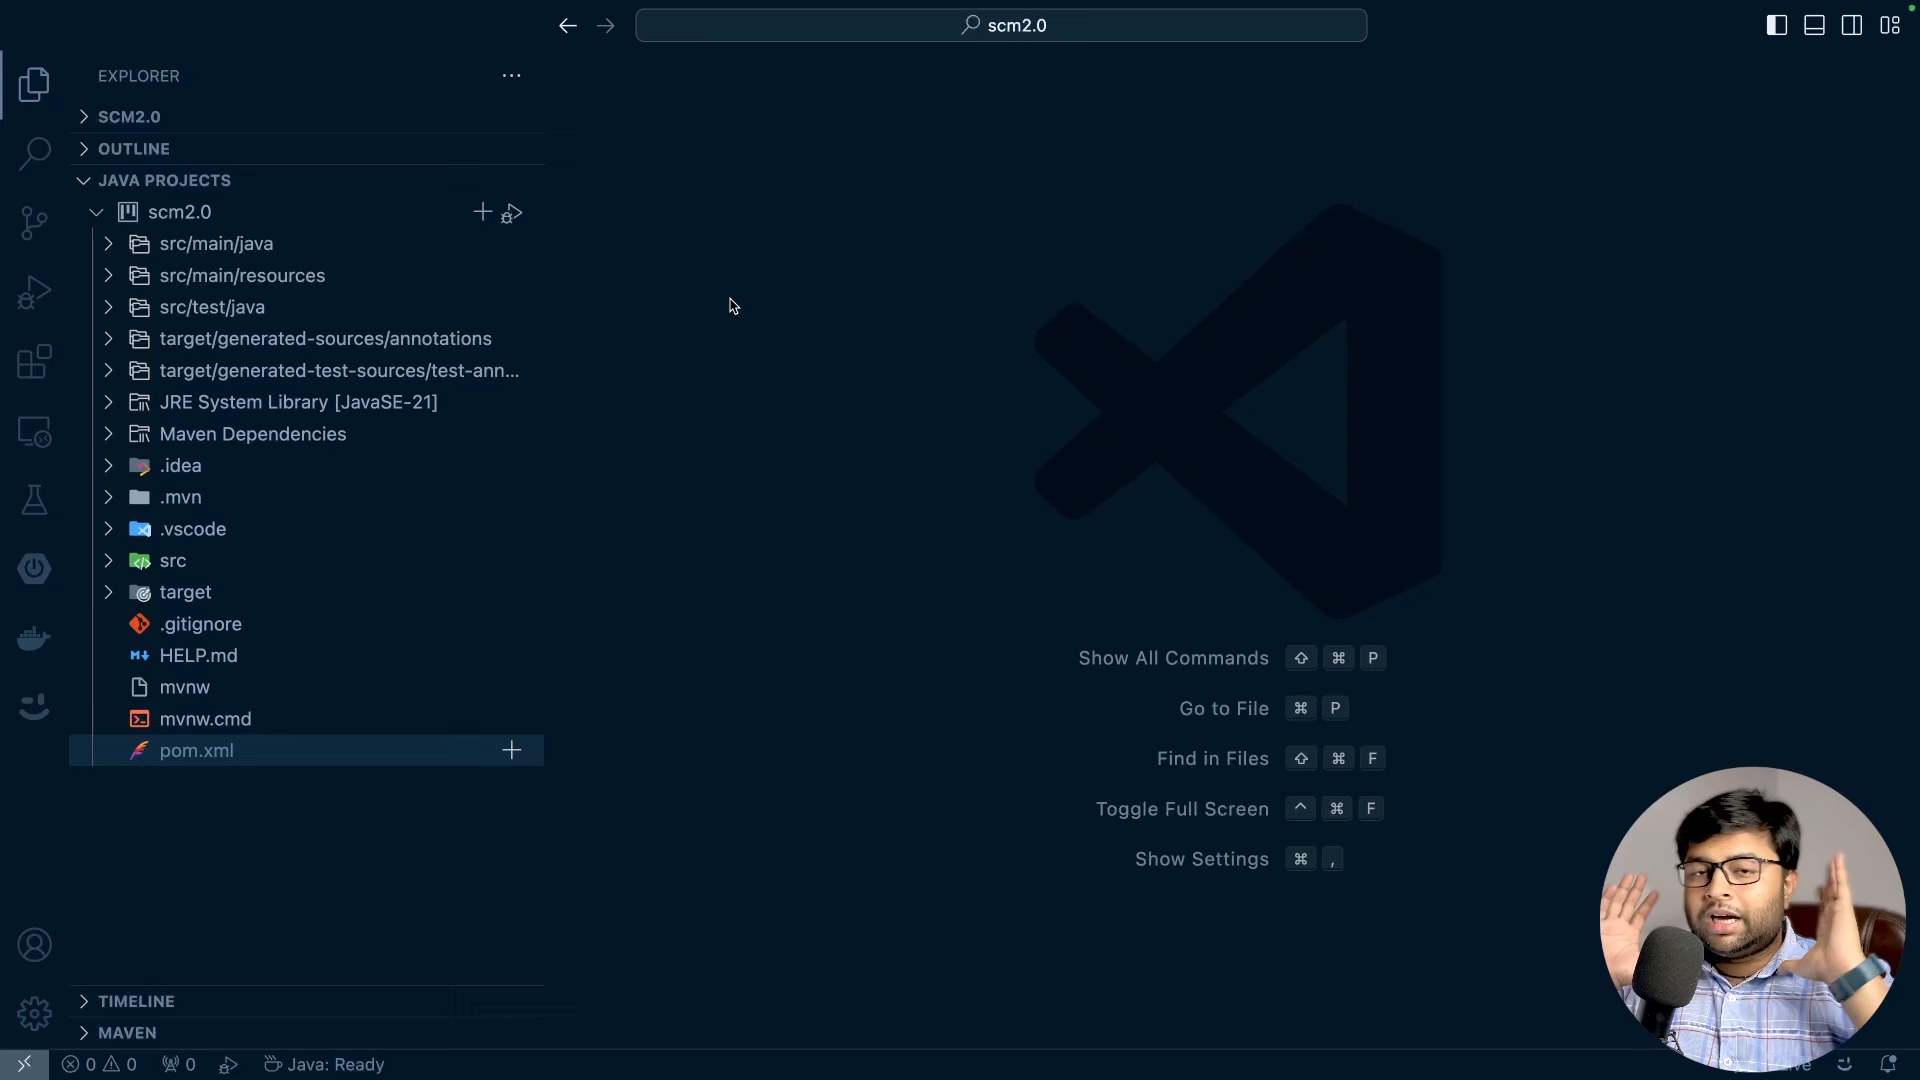 scm2.0
EXPLORER
SCM2.0
OUTLINE
JAVA PROJECTS
scm2.0
src/main/java
src/main/resources
src/test/java
target/generated-sources/annotations
target/generated-test-sources/test-ann...
JRE System Library [JavaSE-21]
Maven Dependencies
.idea
.mvn
.vscode
src
target
.gitignore
HELP.md
mvnw
mvnw.cmd
pom.xml
Show All Commands ⇧ ⌘ P
Go to File ⌘ P
Find in Files ⇧ ⌘ F
Toggle Full Screen ^ ⌘ F
Show Settings ⌘ ,
TIMELINE
MAVEN
0 0 0 Java: Ready